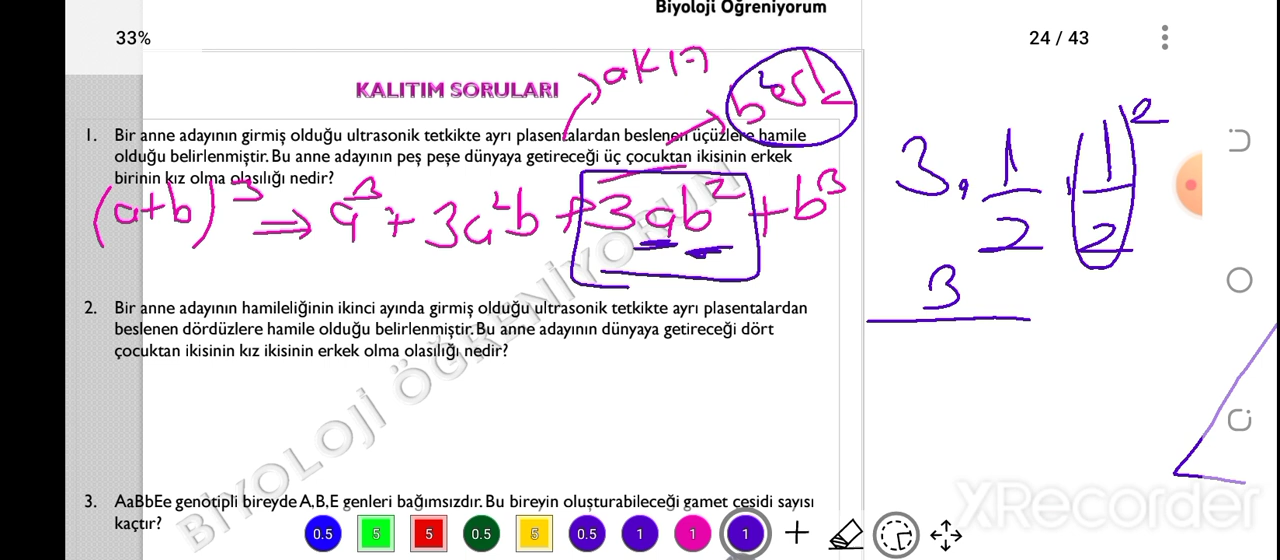 Biyoloji Öğreniyorum
33%
24 / 43
KALITIM SORULARI
1. Bir anne adayının girmiş olduğu ultrasonik tetkikte ayrı plasentalardan beslenen üçüzlere hamile
olduğu belirlenmiştir. Bu anne adayının peş peşe dünyaya getireceği üç çocuktan ikisinin erkek
birinin kız olma olasılığı nedir?
(a+b)³ ⇒ a³ + 3a²b + 3ab² + b³
3 . 1/2 . (1/2)²
3
2. Bir anne adayının hamileliğinin ikinci ayında girmiş olduğu ultrasonik tetkikte ayrı plasentalardan
beslenen dördüzlere hamile olduğu belirlenmiştir. Bu anne adayının dünyaya getireceği dört
çocuktan ikisinin kız ikisinin erkek olma olasılığı nedir?
BİYOLOJİ ÖĞRENİYORUM
3. AaBbEe genotipli bireyde A,B,E genleri bağımsızdır. Bu bireyin oluşturabileceği gamet çeşidi sayısı
kaçtır?
0.5 5 5 0.5 5 0.5 1 1 1
XRecorder